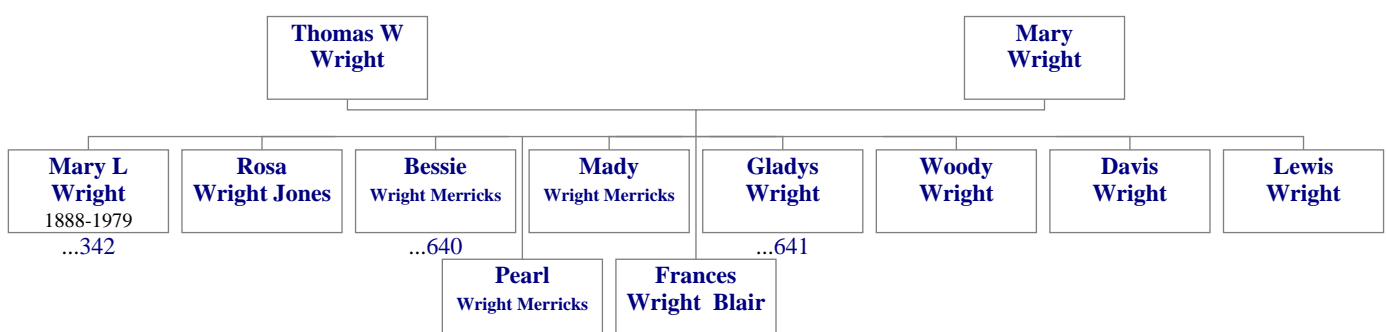 Thomas W
Wright
Mary
Wright
Mary L
Wright
1888-1979
...342
Rosa
Wright Jones
Bessie
Wright Merricks
...640
Mady
Wright Merricks
Gladys
Wright
...641
Woody
Wright
Davis
Wright
Lewis
Wright
Pearl
Wright Merricks
Frances
Wright Blair